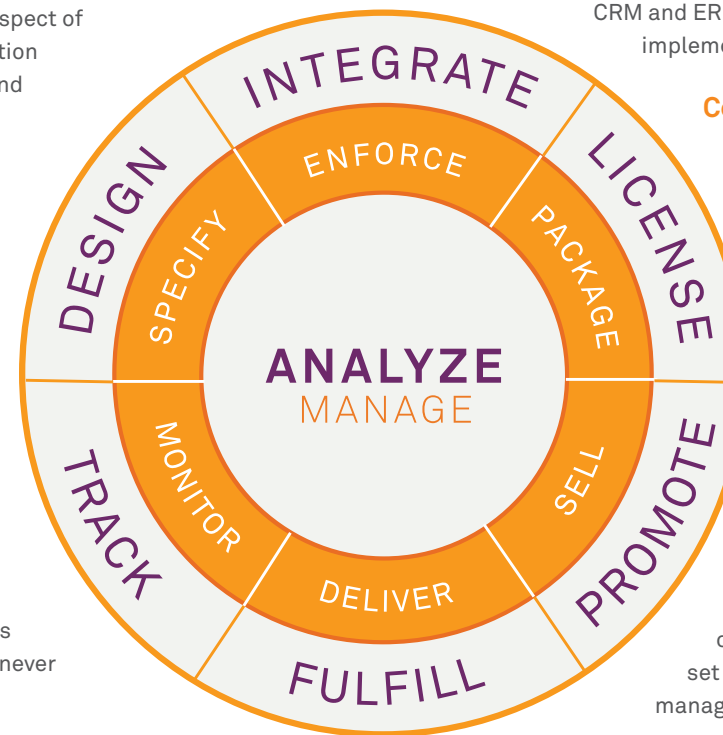 spect of
tion
nd
CRM and ER
impleme
INTEGRATE
ENFORCE
LICENSE
PACKAGE
PROMOTE
SELL
FULFILL
DELIVER
TRACK
MONITOR
DESIGN
SPECIFY
ANALYZE
MANAGE
s
never
set
manag